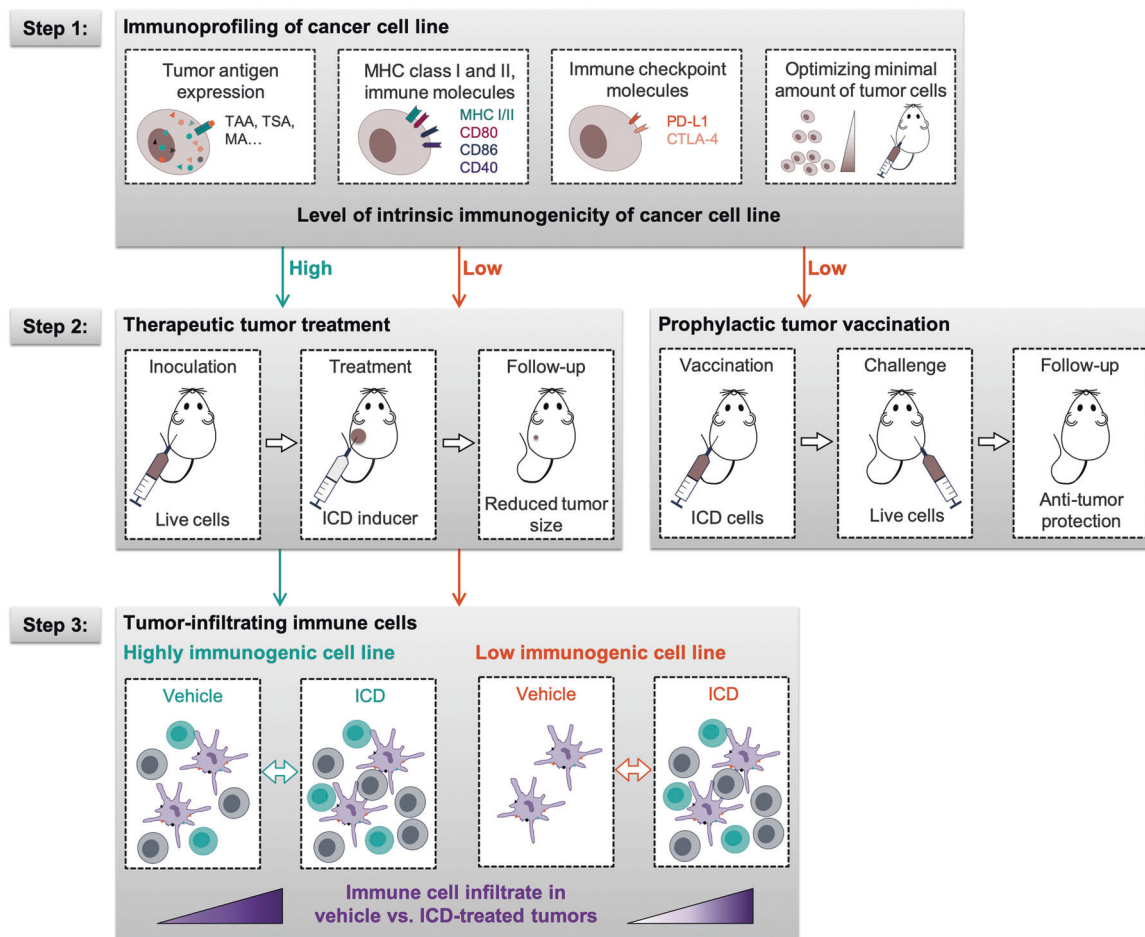 Step 1:
Immunoprofiling of cancer cell line
Tumor antigen
expression
TAA, TSA,
MA...
MHC class I and II,
immune molecules
MHC I/II
CD80
CD86
CD40
Immune checkpoint
molecules
PD-L1
CTLA-4
Optimizing minimal
amount of tumor cells
Level of intrinsic immunogenicity of cancer cell line
High
Low
Low
Step 2:
Therapeutic tumor treatment
Inoculation
Live cells
Treatment
ICD inducer
Follow-up
Reduced tumor
size
Prophylactic tumor vaccination
Vaccination
ICD cells
Challenge
Live cells
Follow-up
Anti-tumor
protection
Step 3:
Tumor-infiltrating immune cells
Highly immunogenic cell line
Vehicle
ICD
Low immunogenic cell line
Vehicle
ICD
Immune cell infiltrate in
vehicle vs. ICD-treated tumors